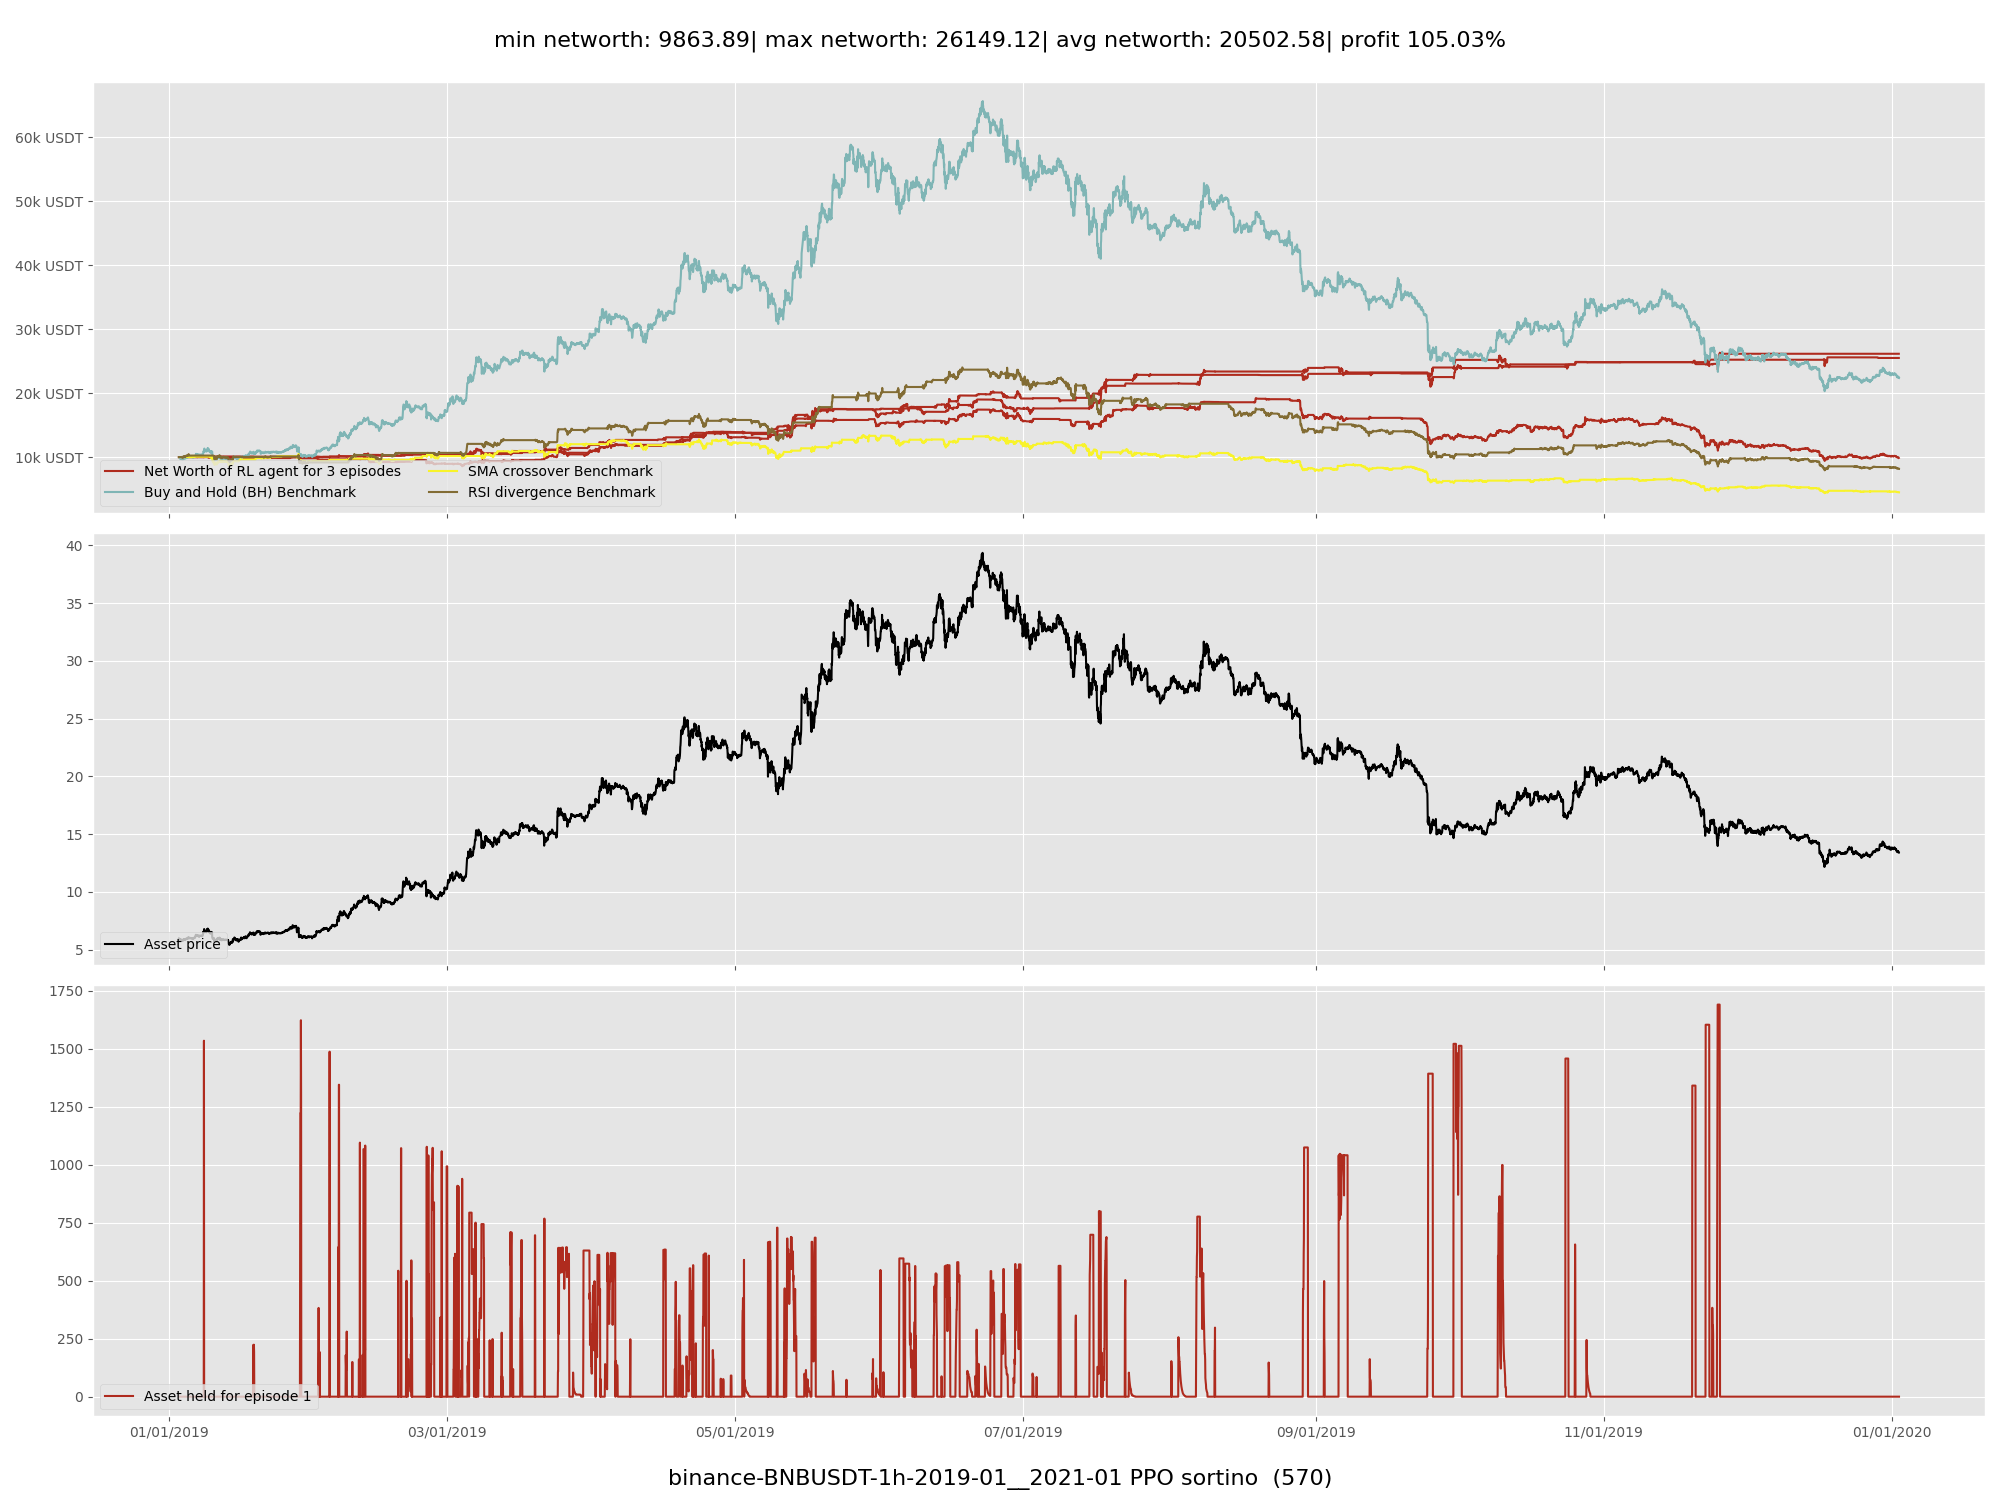 min networth: 9863.89| max networth: 26149.12| avg networth: 20502.58| profit 105.03%
60k USDT
50k USDT
40k USDT
30k USDT
20k USDT
10k USDT
Net Worth of RL agent for 3 episodes
Buy and Hold (BH) Benchmark
SMA crossover Benchmark
RSI divergence Benchmark
40
35
30
25
20
15
10
5
Asset price
1750
1500
1250
1000
750
500
250
0
Asset held for episode 1
01/01/2019 03/01/2019 05/01/2019 07/01/2019 09/01/2019 11/01/2019 01/01/2020
binance-BNBUSDT-1h-2019-01__2021-01 PPO sortino (570)